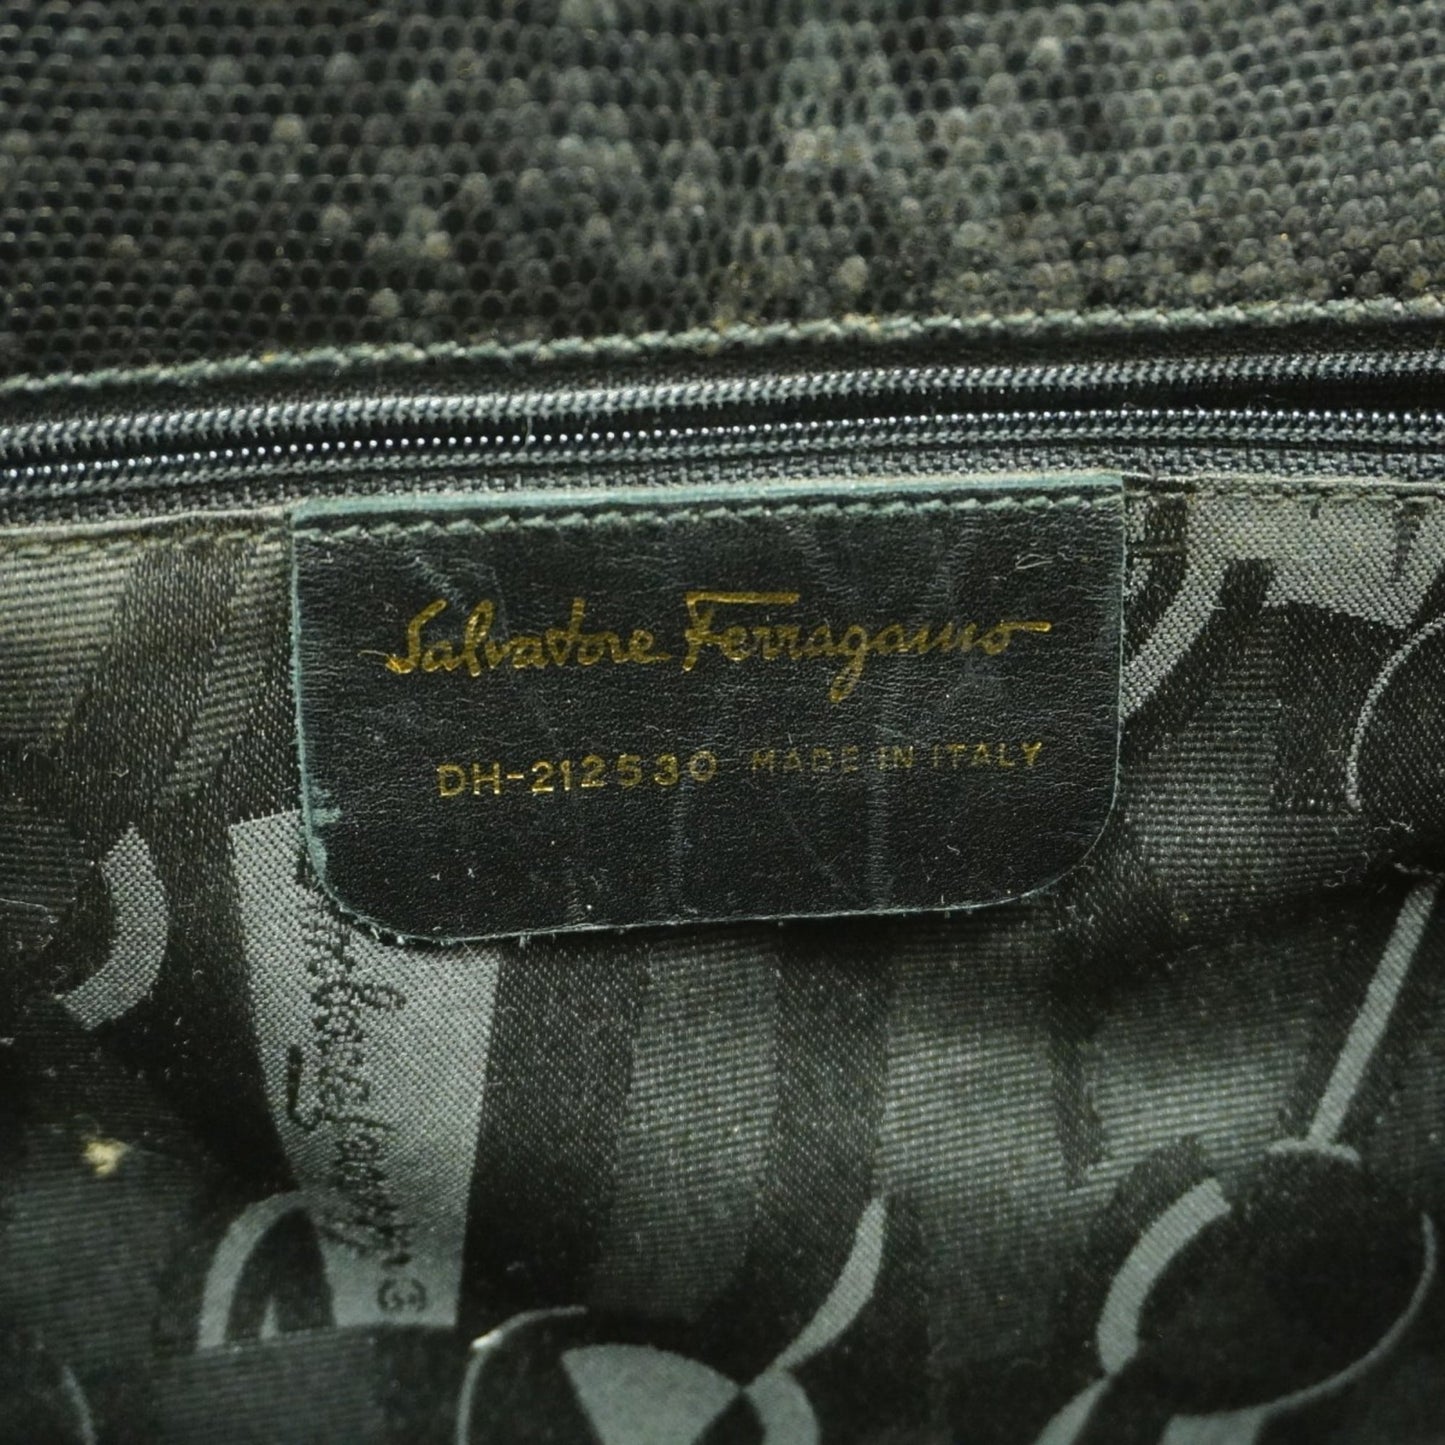 Salvatore Ferragamo
DH-212530 MADE IN ITALY